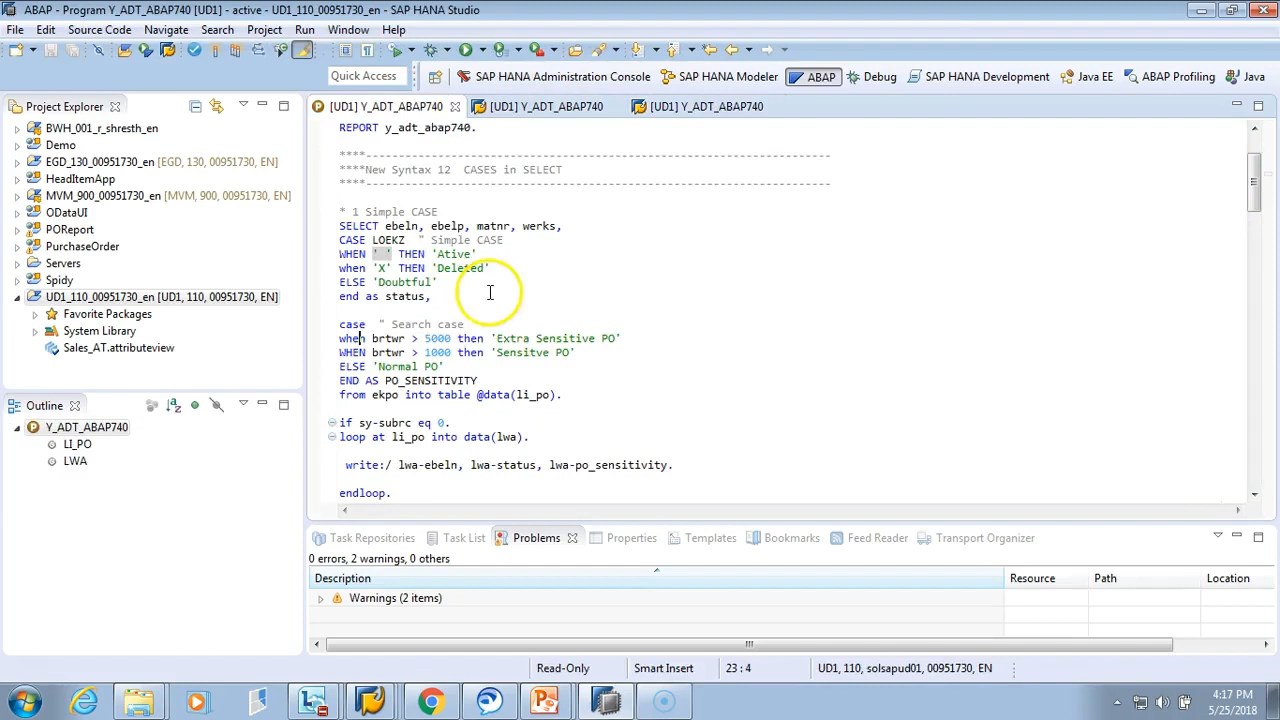 ABAP - Program Y_ADT_ABAP740 [UD1] - active - UD1_110_00951730_en - SAP HANA Studio
File Edit Source Code Navigate Search Project Run Window Help
Quick Access SAP HANA Administration Console SAP HANA Modeler ABAP Debug SAP HANA Development Java EE ABAP Profiling Java
Project Explorer
BWH_001_r_shresth_en
Demo
EGD_130_00951730_en [EGD, 130, 00951730, EN]
HeadItemApp
MVM_900_00951730_en [MVM, 900, 00951730, EN]
ODataUI
POReport
PurchaseOrder
Servers
Spidy
UD1_110_00951730_en [UD1, 110, 00951730, EN]
Favorite Packages
System Library
Sales_AT.attributeview
Outline
Y_ADT_ABAP740
LI_PO
LWA
[UD1] Y_ADT_ABAP740 [UD1] Y_ADT_ABAP740 [UD1] Y_ADT_ABAP740
REPORT y_adt_abap740.
****-----------------------------------------------------------------------
****New Syntax 12  CASES in SELECT
****-----------------------------------------------------------------------
* 1 Simple CASE
SELECT ebeln, ebelp, matnr, werks,
CASE LOEKZ  " Simple CASE
WHEN ' ' THEN 'Ative'
when 'X' THEN 'Deleted'
ELSE 'Doubtful'
end as status,
case  " Search case
when brtwr > 5000 then 'Extra Sensitive PO'
WHEN brtwr > 1000 then 'Sensitve PO'
ELSE 'Normal PO'
END AS PO_SENSITIVITY
from ekpo into table @data(li_po).
if sy-subrc eq 0.
loop at li_po into data(lwa).
write:/ lwa-ebeln, lwa-status, lwa-po_sensitivity.
endloop.
Task Repositories Task List Problems Properties Templates Bookmarks Feed Reader Transport Organizer
0 errors, 2 warnings, 0 others
Description Resource Path Location
Warnings (2 items)
Read-Only Smart Insert 23 : 4 UD1, 110, solsapud01, 00951730, EN
4:17 PM
5/25/2018